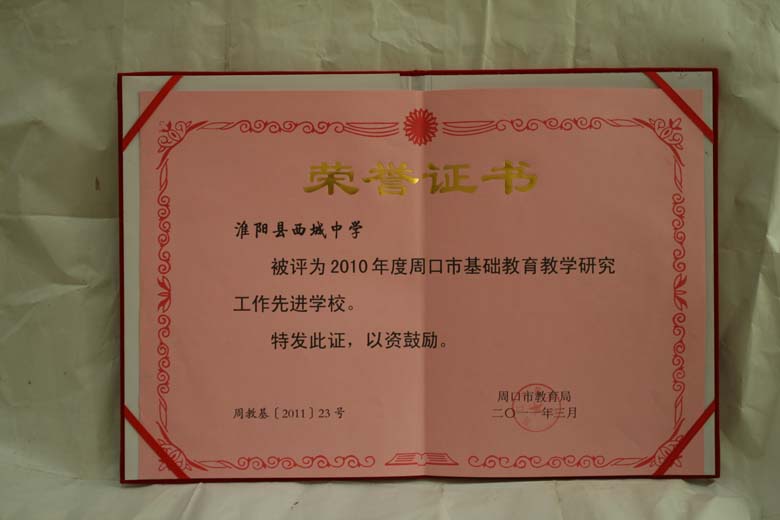 荣誉证书
淮阳县西城中学
被评为2010年度周口市基础教育教学研究
工作先进学校。
特发此证，以资鼓励。
周口市教育局
周教基〔2011〕23号
二〇一一年三月